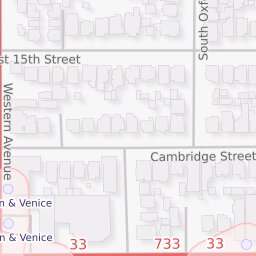 South Oxf
st 15th Street
Western Avenue
Cambridge Street
n & Venice
n & Venice
33
733
33